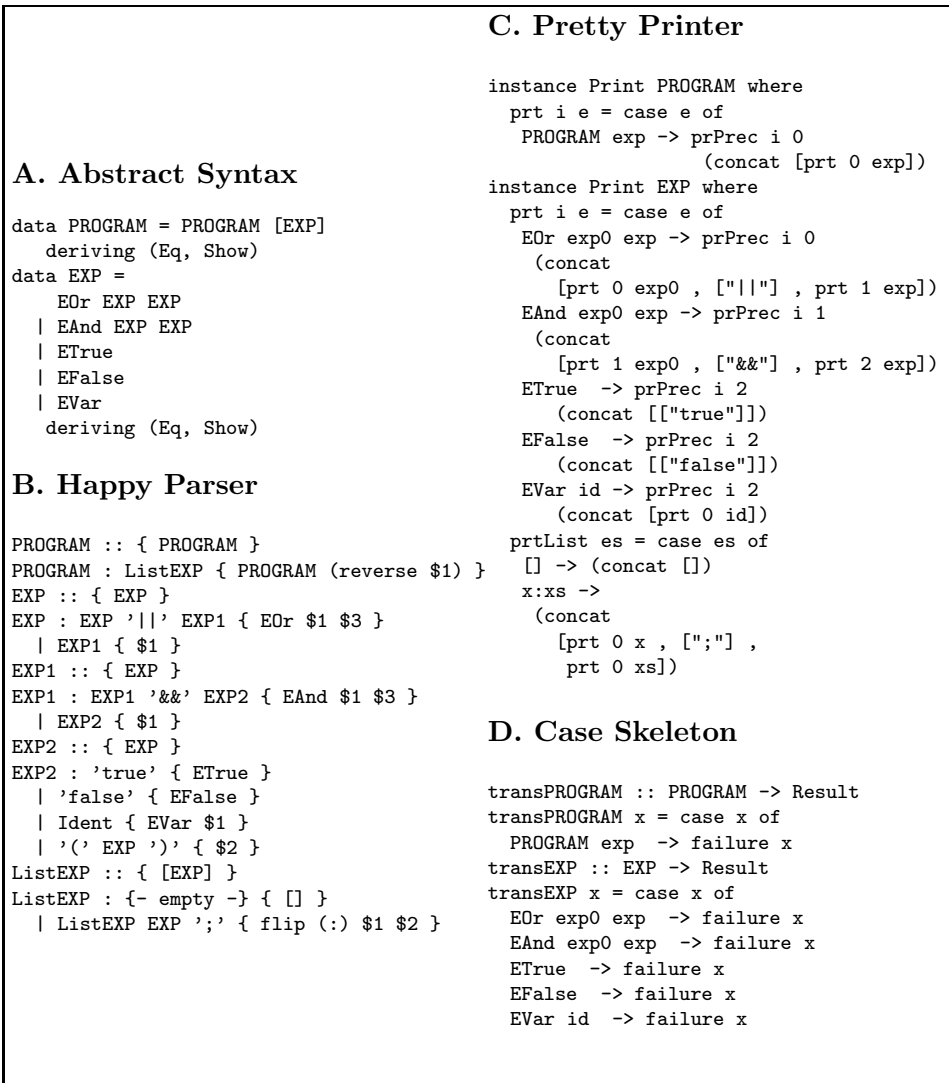 A. Abstract Syntax
data PROGRAM = PROGRAM [EXP]
   deriving (Eq, Show)
data EXP =
    EOr EXP EXP
  | EAnd EXP EXP
  | ETrue
  | EFalse
  | EVar
   deriving (Eq, Show)
B. Happy Parser
PROGRAM :: { PROGRAM }
PROGRAM : ListEXP { PROGRAM (reverse $1) }
EXP :: { EXP }
EXP : EXP '||' EXP1 { EOr $1 $3 }
  | EXP1 { $1 }
EXP1 :: { EXP }
EXP1 : EXP1 '&&' EXP2 { EAnd $1 $3 }
  | EXP2 { $1 }
EXP2 :: { EXP }
EXP2 : 'true' { ETrue }
  | 'false' { EFalse }
  | Ident { EVar $1 }
  | '(' EXP ')' { $2 }
ListEXP :: { [EXP] }
ListEXP : {- empty -} { [] }
  | ListEXP EXP ';' { flip (:) $1 $2 }
C. Pretty Printer
instance Print PROGRAM where
  prt i e = case e of
   PROGRAM exp -> prPrec i 0
                    (concat [prt 0 exp])
instance Print EXP where
  prt i e = case e of
   EOr exp0 exp -> prPrec i 0
    (concat
      [prt 0 exp0 , ["||"] , prt 1 exp])
   EAnd exp0 exp -> prPrec i 1
    (concat
      [prt 1 exp0 , ["&&"] , prt 2 exp])
   ETrue  -> prPrec i 2
      (concat [["true"]])
   EFalse  -> prPrec i 2
      (concat [["false"]])
   EVar id -> prPrec i 2
      (concat [prt 0 id])
  prtList es = case es of
   [] -> (concat [])
   x:xs ->
    (concat
      [prt 0 x , [";"] ,
       prt 0 xs])
D. Case Skeleton
transPROGRAM :: PROGRAM -> Result
transPROGRAM x = case x of
  PROGRAM exp  -> failure x
transEXP :: EXP -> Result
transEXP x = case x of
  EOr exp0 exp  -> failure x
  EAnd exp0 exp  -> failure x
  ETrue  -> failure x
  EFalse  -> failure x
  EVar id  -> failure x